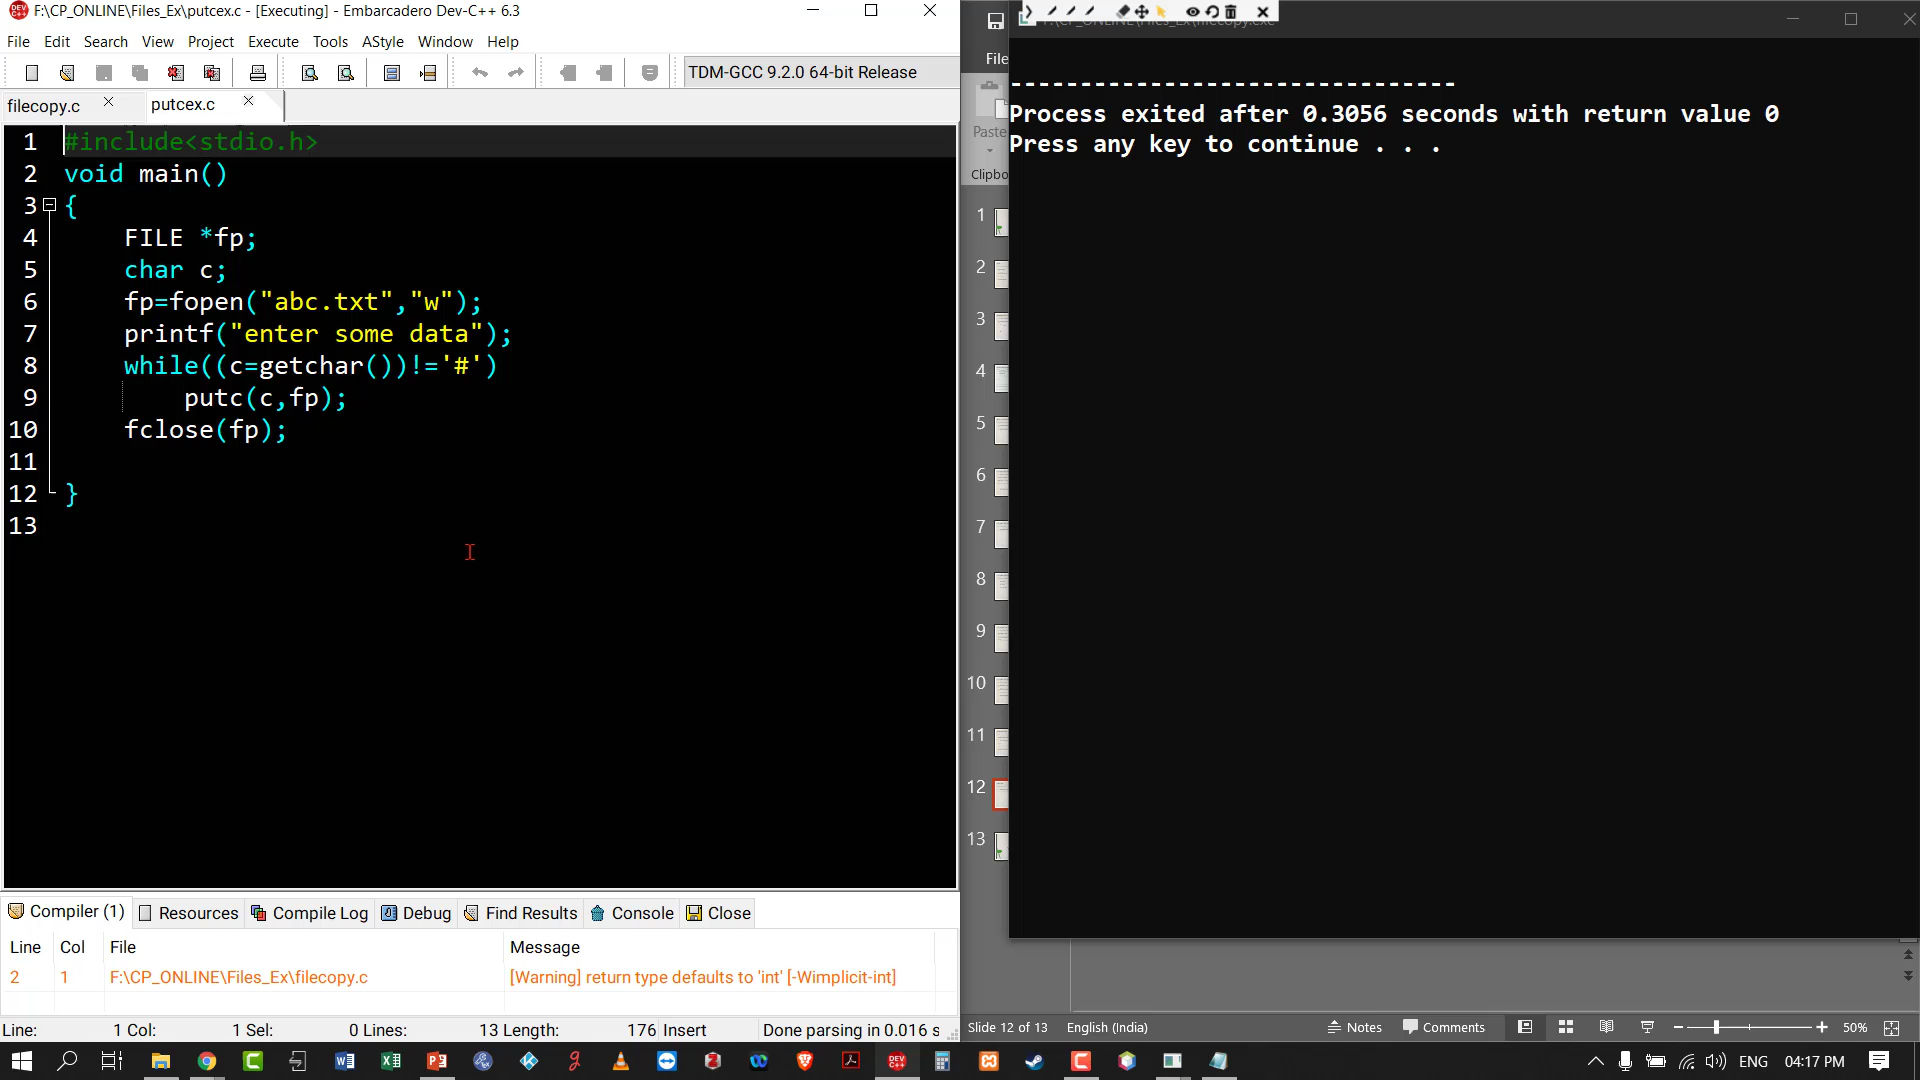 F:\CP_ONLINE\Files_Ex\putcex.c - [Executing] - Embarcadero Dev-C++ 6.3
File Edit Search View Project Execute Tools AStyle Window Help
TDM-GCC 9.2.0 64-bit Release
filecopy.c putcex.c
1 #include<stdio.h>
2 void main()
3 {
4 FILE *fp;
5 char c;
6 fp=fopen("abc.txt","w");
7 printf("enter some data");
8 while((c=getchar())!='#')
9 putc(c,fp);
10 fclose(fp);
11
12 }
13
Compiler (1) Resources Compile Log Debug Find Results Console Close
Line Col File Message
2 1 F:\CP_ONLINE\Files_Ex\filecopy.c [Warning] return type defaults to 'int' [-Wimplicit-int]
Line: 1 Col: 1 Sel: 0 Lines: 13 Length: 176 Insert Done parsing in 0.016 s
File
Paste
Clipbo
1
2
3
4
5
6
7
8
9
10
11
12
13
--------------------------------
Process exited after 0.3056 seconds with return value 0
Press any key to continue . . .
Slide 12 of 13 English (India) Notes Comments 50%
ENG 04:17 PM